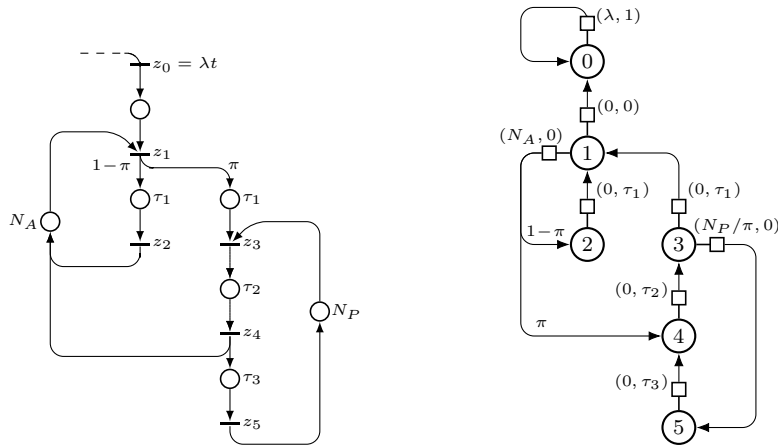 z₀ = λt
z₁
1−π
π
τ₁
τ₁
N_A
z₂
z₃
τ₂
N_P
z₄
τ₃
z₅
(λ, 1)
0
(0, 0)
(N_A, 0)
1
(0, τ₁)
(0, τ₁)
(N_P/π, 0)
1−π
2
3
(0, τ₂)
π
4
(0, τ₃)
5